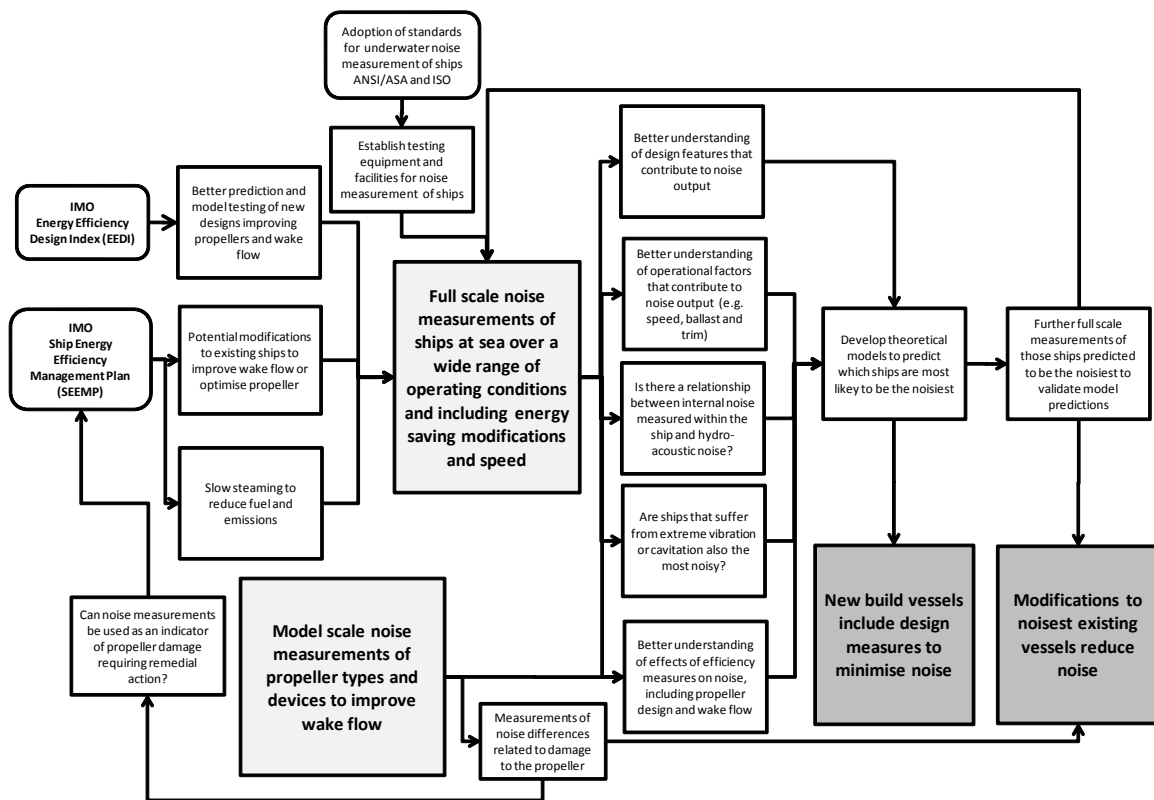 Adoption of standards
for underwater noise
measurement of ships
ANSI/ASA and ISO
Establish testing
equipment and
facilities for noise
measurement of ships
IMO
Energy Efficiency
Design Index (EEDI)
Better prediction and
model testing of new
designs improving
propellers and wake
flow
IMO
Ship Energy
Efficiency
Management Plan
(SEEMP)
Potential modifications
to existing ships to
improve wake flow or
optimise propeller
Slow steaming to
reduce fuel and
emissions
Can noise measurements
be used as an indicator
of propeller damage
requiring remedial
action?
Full scale noise
measurements of
ships at sea over a
wide range of
operating conditions
and including energy
saving modifications
and speed
Model scale noise
measurements of
propeller types and
devices to improve
wake flow
Measurements of
noise differences
related to damage
to the propeller
Better understanding
of design features that
contribute to noise
output
Better understanding
of operational factors
that contribute to
noise output (e.g.
speed, ballast and
trim)
Is there a relationship
between internal noise
measured within the
ship and hydro-
acoustic noise?
Are ships that suffer
from extreme vibration
or cavitation also the
most noisy?
Better understanding
of effects of efficiency
measures on noise,
including propeller
design and wake flow
Develop theoretical
models to predict
which ships are most
likely to be the noisiest
Further full scale
measurements of
those ships predicted
to be the noisiest to
validate model
predictions
New build vessels
include design
measures to
minimise noise
Modifications to
noisest existing
vessels reduce
noise